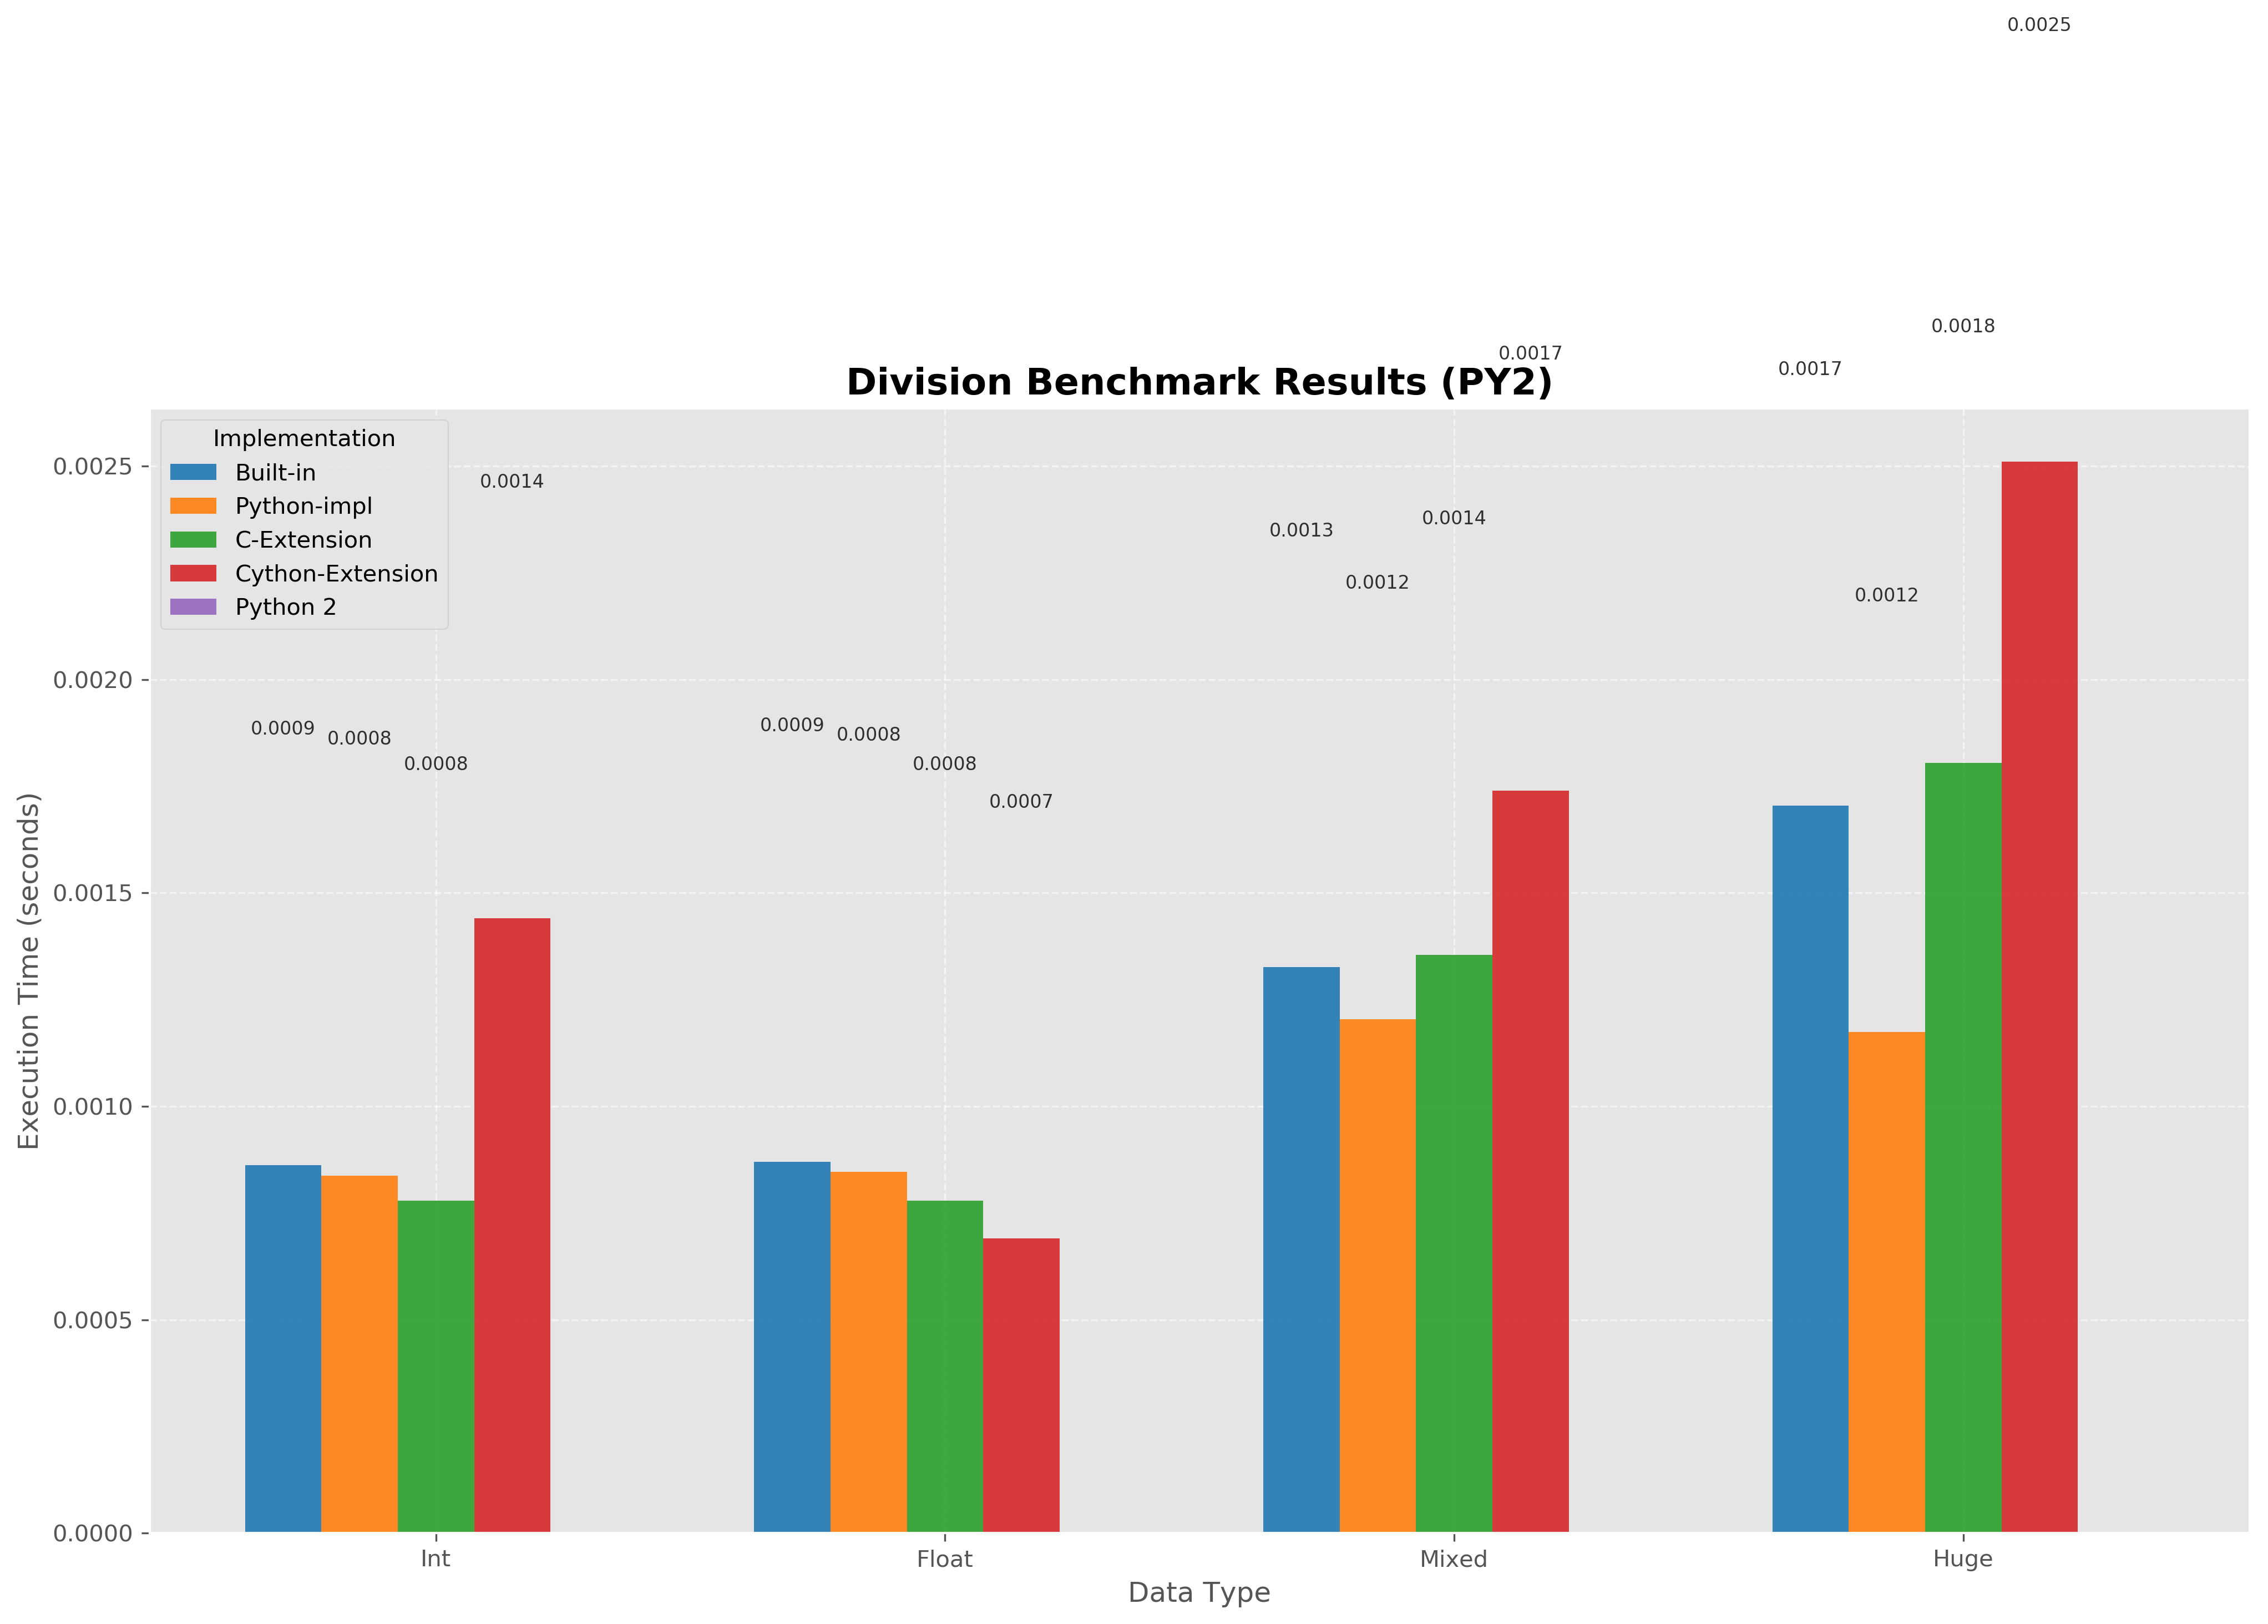 0.0025
0.0018
0.0017
0.0017
Division Benchmark Results (PY2)
Implementation
Built-in
Python-impl
C-Extension
Cython-Extension
Python 2
0.0014
0.0014
0.0013
0.0012
0.0012
0.0009
0.0008
0.0008
0.0009
0.0008
0.0008
0.0007
Execution Time (seconds)
0.0025
0.0020
0.0015
0.0010
0.0005
0.0000
Int
Float
Mixed
Huge
Data Type